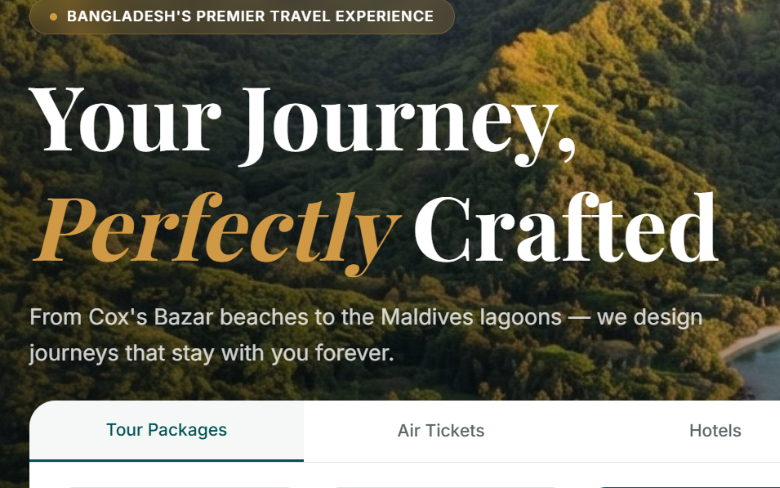 BANGLADESH'S PREMIER TRAVEL EXPERIENCE
Your Journey,
Perfectly Crafted
From Cox's Bazar beaches to the Maldives lagoons — we design
journeys that stay with you forever.
Tour Packages
Air Tickets
Hotels